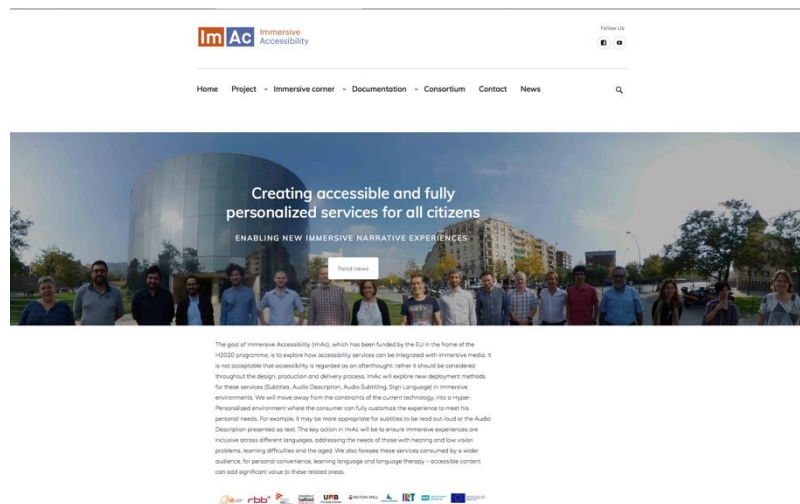 Im Ac Immersive
Accessibility
Follow Us
Home Project Immersive corner Documentation Consortium Contact News
Creating accessible and fully
personalized services for all citizens
ENABLING NEW IMMERSIVE NARRATIVE EXPERIENCES
Read news
The goal of Immersive Accessibility (ImAc), which has been funded by the EU in the frame of the
H2020 programme, is to explore how accessibility services can be integrated with immersive media. It
is not acceptable that accessibility is regarded as an afterthought: rather it should be considered
throughout the design, production and delivery process. ImAc will explore new deployment methods
for these services (Subtitles, Audio Description, Audio Subtitling, Sign Language) in immersive
environments. We will move away from the constraints of the current technology, into a Hyper-
Personalized environment where the consumer can fully customize the experience to meet his
personal needs. For example, it may be more appropriate for subtitles to be read out-loud or the Audio
Description presented as text. The key action in ImAc will be to ensure immersive experiences are
inclusive across different languages, addressing the needs of those with hearing and low vision
problems, learning difficulties and the aged. We also foresee these services consumed by a wider
audience, for personal convenience, learning language and language therapy – accessible content
can add significant value to these related areas.
rbb UAB MOTION SPELL IRT